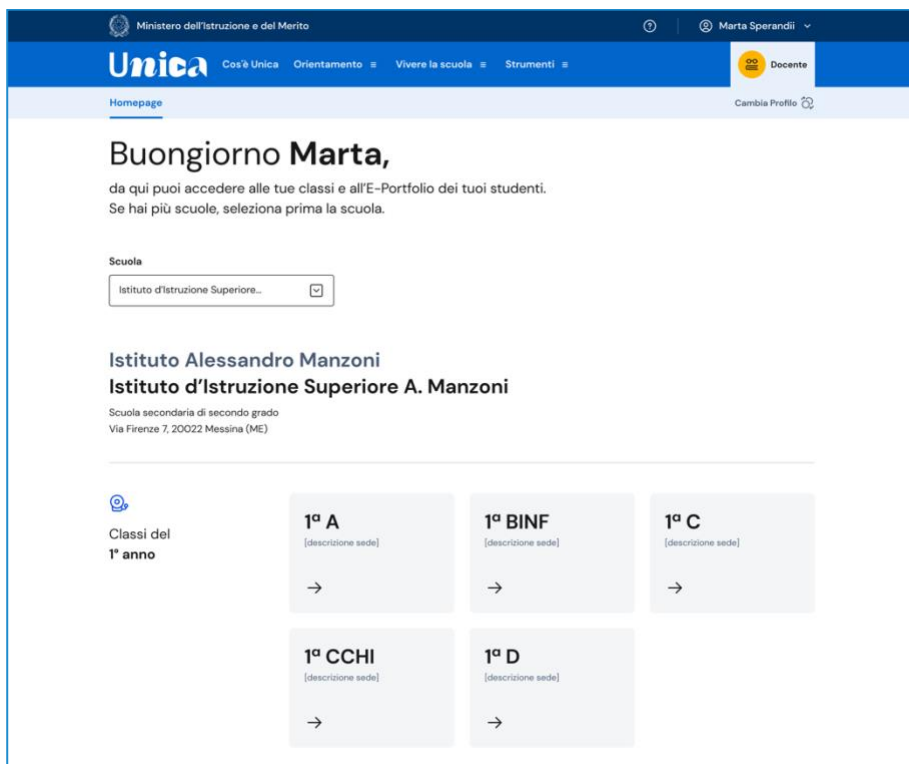 Ministero dell'Istruzione e del Merito
Marta Sperandii
Unica Cos'è Unica Orientamento Vivere la scuola Strumenti Docente
Homepage Cambia Profilo
Buongiorno Marta,
da qui puoi accedere alle tue classi e all'E-Portfolio dei tuoi studenti.
Se hai più scuole, seleziona prima la scuola.
Scuola
Istituto d'Istruzione Superiore...
Istituto Alessandro Manzoni
Istituto d'Istruzione Superiore A. Manzoni
Scuola secondaria di secondo grado
Via Firenze 7, 20022 Messina (ME)
Classi del
1° anno
1ª A
[descrizione sede]
1ª BINF
[descrizione sede]
1ª C
[descrizione sede]
1ª CCHI
[descrizione sede]
1ª D
[descrizione sede]